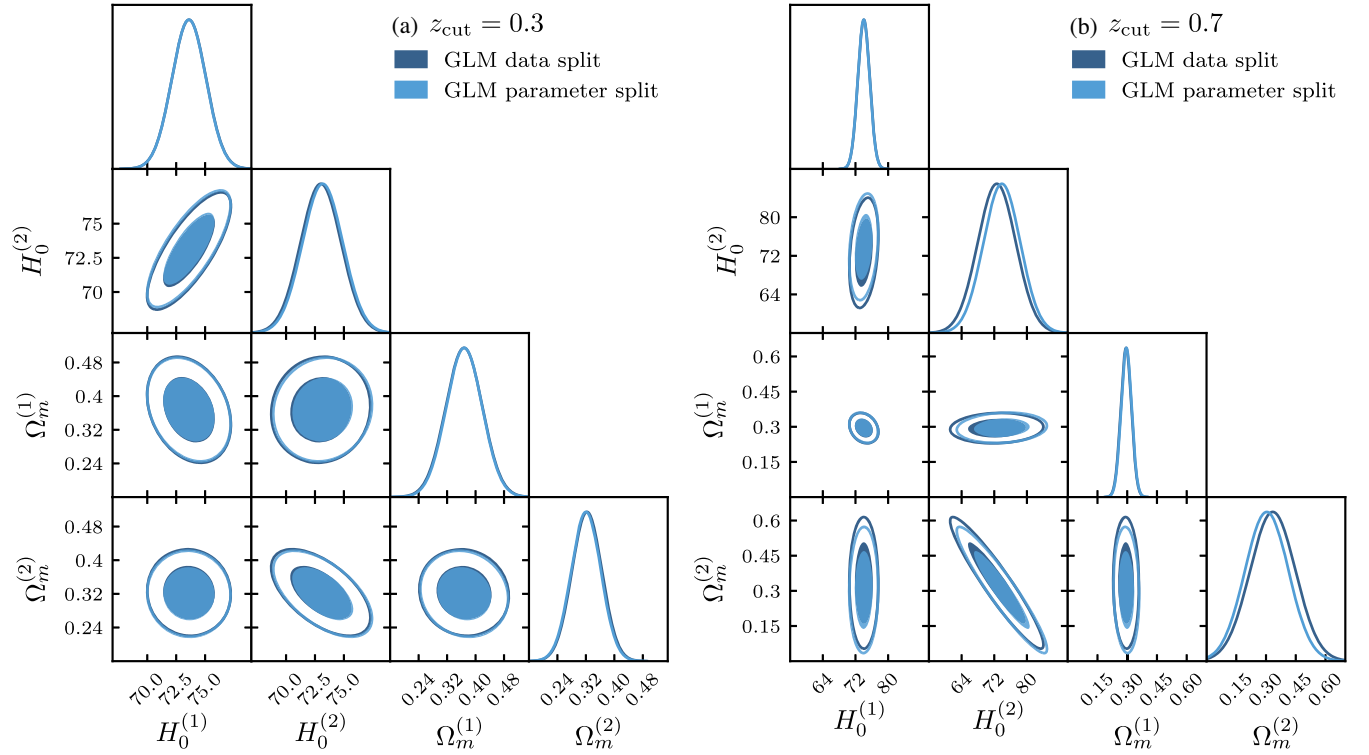 (a) z_cut = 0.3
GLM data split
GLM parameter split
H_0^(2)
75
72.5
70
Ω_m^(1)
0.48
0.4
0.32
0.24
Ω_m^(2)
0.48
0.4
0.32
0.24
70.0 72.5 75.0
70.0 72.5 75.0
0.24 0.32 0.40 0.48
0.24 0.32 0.40 0.48
H_0^(1) H_0^(2) Ω_m^(1) Ω_m^(2)
(b) z_cut = 0.7
GLM data split
GLM parameter split
H_0^(2)
80
72
64
Ω_m^(1)
0.6
0.45
0.3
0.15
Ω_m^(2)
0.6
0.45
0.3
0.15
64 72 80
64 72 80
0.15 0.30 0.45 0.60
0.15 0.30 0.45 0.60
H_0^(1) H_0^(2) Ω_m^(1) Ω_m^(2)